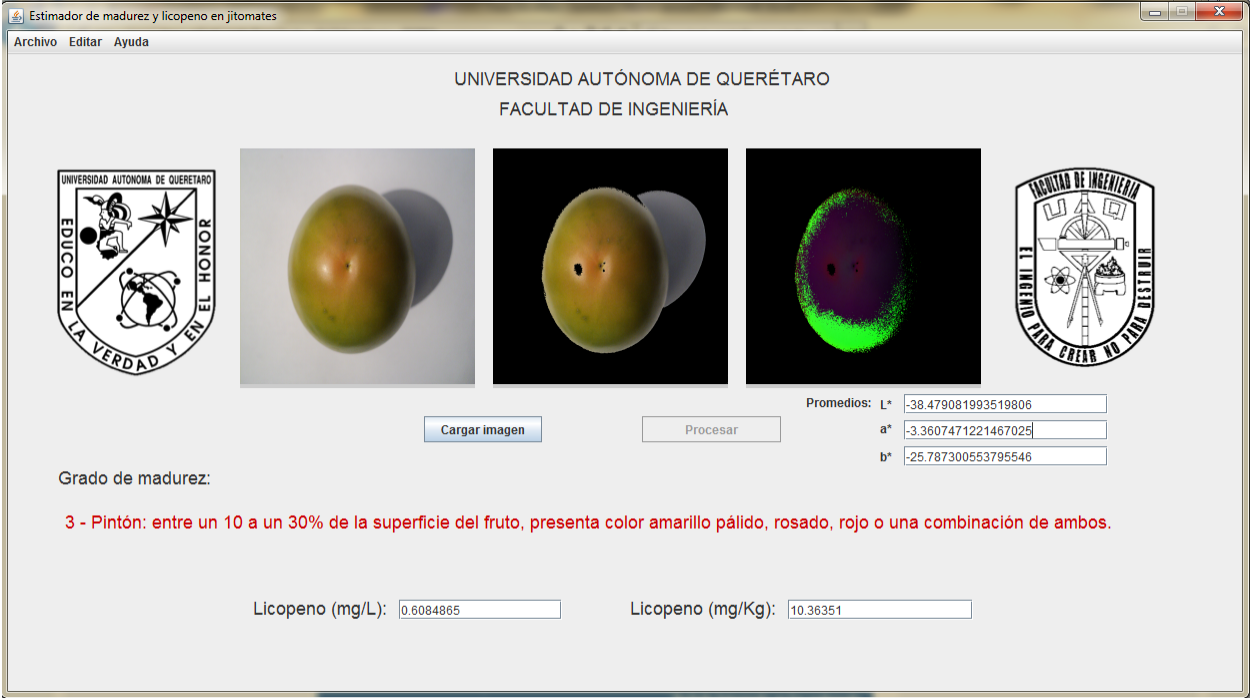 Estimador de madurez y licopeno en jitomates
Archivo Editar Ayuda
UNIVERSIDAD AUTÓNOMA DE QUERÉTARO
FACULTAD DE INGENIERÍA
UNIVERSIDAD AUTONOMA DE QUERETARO
EDUCO EN LA VERDAD Y EN EL HONOR
FACULTAD DE INGENIERIA
UAQ
EL INGENIO PARA CREAR NO PARA DESTRUIR
Promedios: L* -38.479081993519806
a* -3.3607471221467025
b* -25.787300553795546
Cargar imagen Procesar
Grado de madurez:
3 - Pintón: entre un 10 a un 30% de la superficie del fruto, presenta color amarillo pálido, rosado, rojo o una combinación de ambos.
Licopeno (mg/L): 0.6084865 Licopeno (mg/Kg): 10.36351